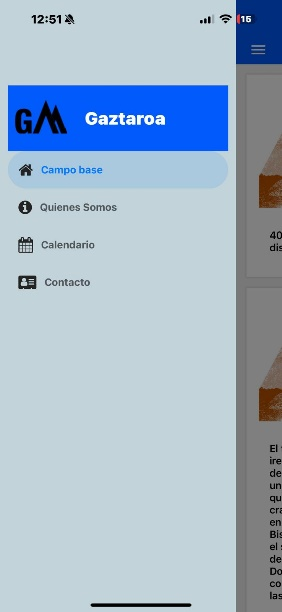 12:51
16
GM
Gaztaroa
Campo base
Quienes Somos
Calendario
Contacto
40
dis
El
ire
de
un
qu
cra
en
Bis
el s
de
Do
co
las